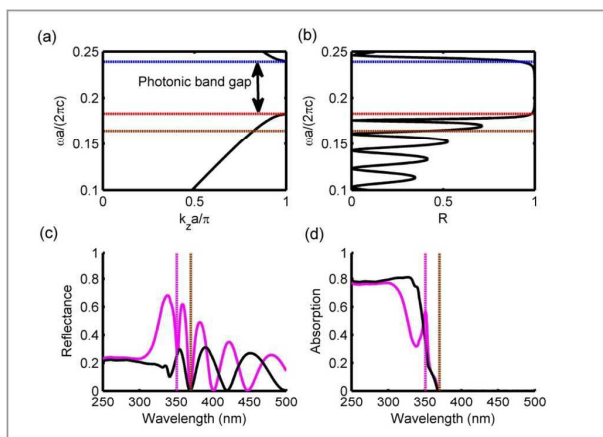 (a)
(b)
0.25
0.2
0.15
0.1
ωa/(2πc)
Photonic band gap
0
0.5
1
k_z a/π
0.25
0.2
0.15
0.1
ωa/(2πc)
0
0.5
1
R
(c)
(d)
1
0.8
0.6
0.4
0.2
0
Reflectance
250 300 350 400 450 500
Wavelength (nm)
1
0.8
0.6
0.4
0.2
0
Absorption
250 300 350 400 450 500
Wavelength (nm)